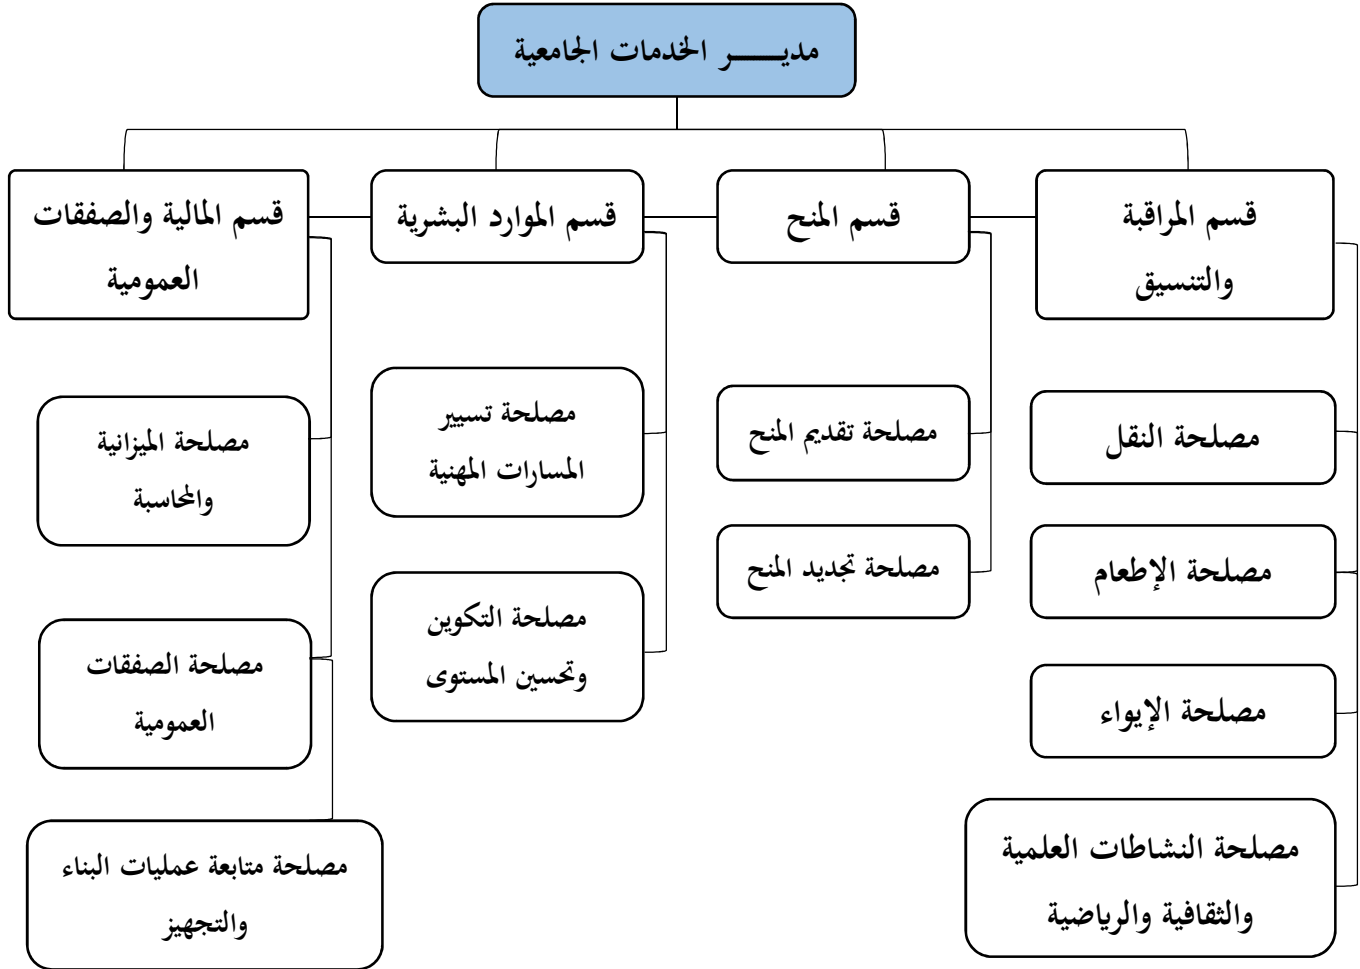 مديــــــر الخدمات الجامعية
قسم المراقبة
والتنسيق
قسم المنح
قسم الموارد البشرية
قسم المالية والصفقات
العمومية
مصلحة النقل
مصلحة الإطعام
مصلحة الإيواء
مصلحة النشاطات العلمية
والثقافية والرياضية
مصلحة تقديم المنح
مصلحة تجديد المنح
مصلحة تسيير
المسارات المهنية
مصلحة التكوين
وتحسين المستوى
مصلحة الميزانية
والمحاسبة
مصلحة الصفقات
العمومية
مصلحة متابعة عمليات البناء
والتجهيز